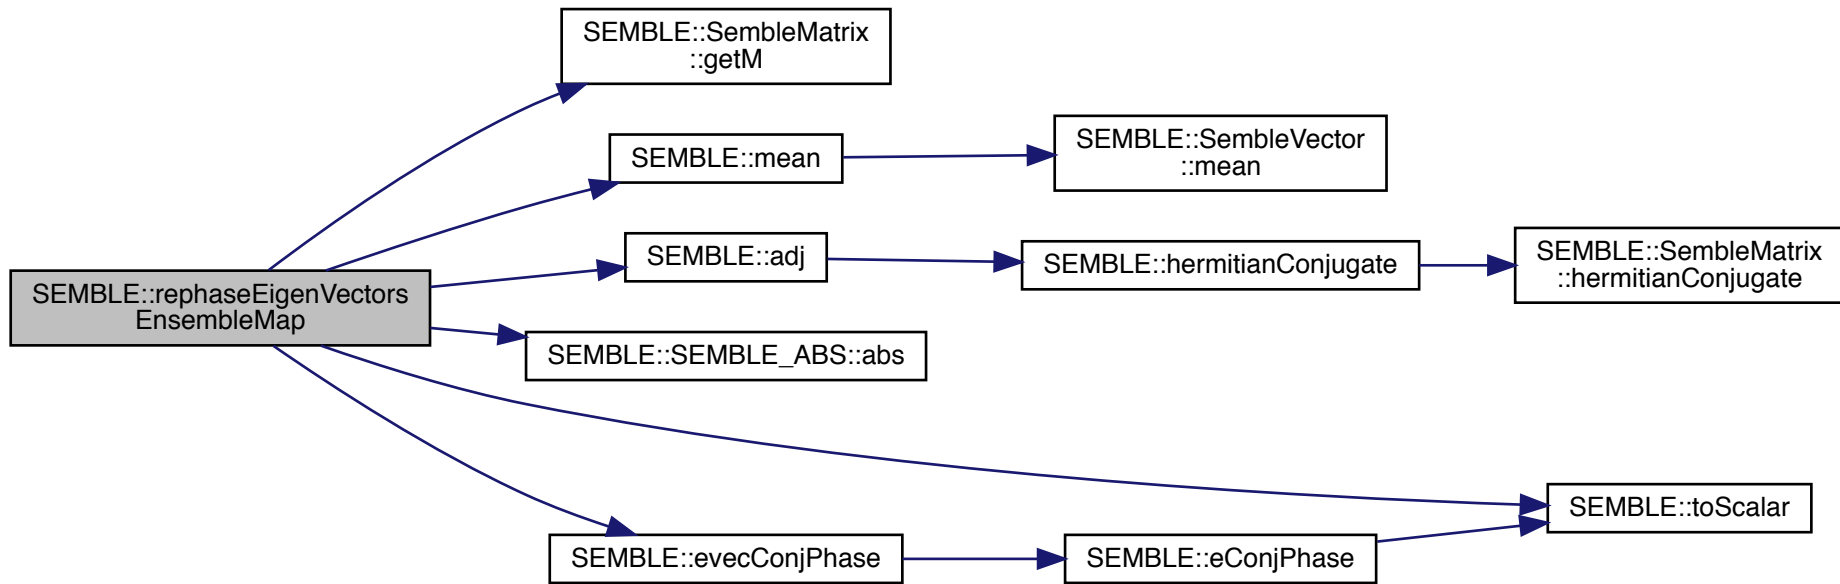 SEMBLE::SembleMatrix
::getM
SEMBLE::mean
SEMBLE::SembleVector
::mean
SEMBLE::adj
SEMBLE::hermitianConjugate
SEMBLE::SembleMatrix
::hermitianConjugate
SEMBLE::rephaseEigenVectors
EnsembleMap
SEMBLE::SEMBLE_ABS::abs
SEMBLE::toScalar
SEMBLE::evecConjPhase
SEMBLE::eConjPhase